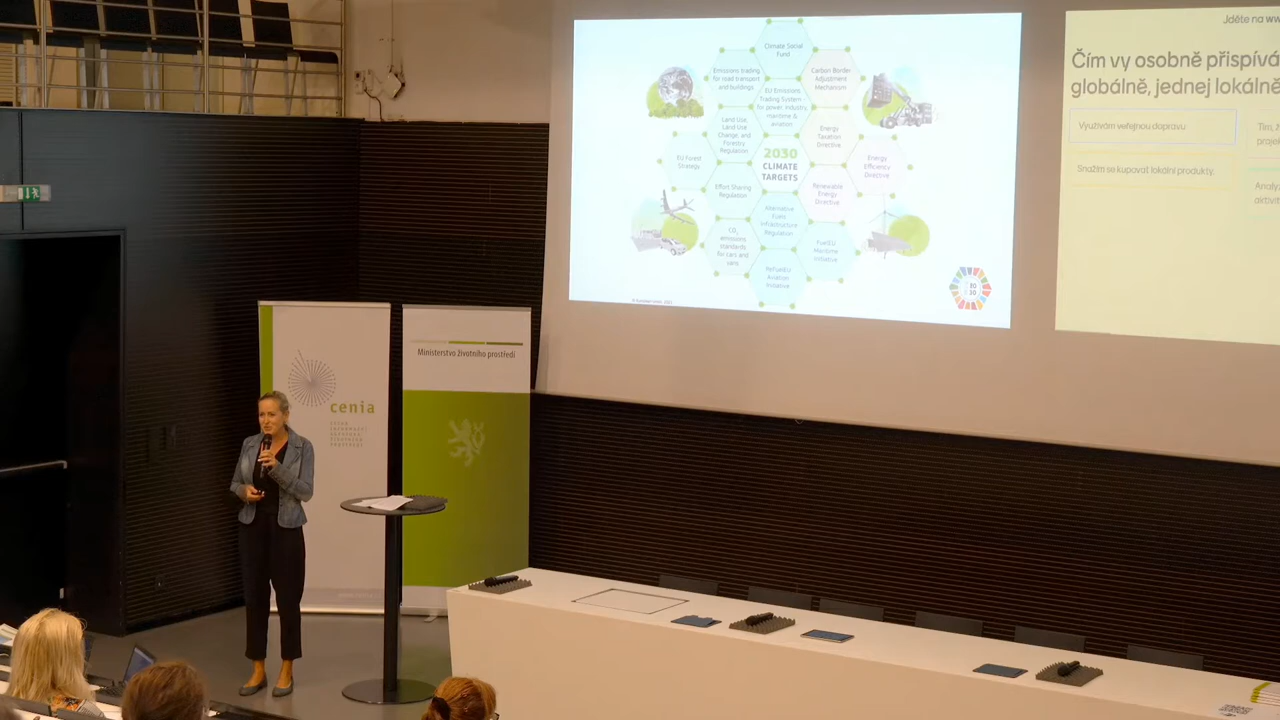 Climate Social
Fund
Emissions trading
for road transport
and buildings
Carbon Border
Adjustment
Mechanism
EU Emissions
Trading System
for power, industry,
maritime &
aviation
Land Use,
Land Use
Change, and
Forestry
Regulation
Energy
Taxation
Directive
2030
CLIMATE
TARGETS
EU Forest
Strategy
Energy
Efficiency
Directive
Effort Sharing
Regulation
Renewable
Energy
Directive
Alternative
Fuels
Infrastructure
Regulation
CO₂
emissions
standards
for cars and
vans
FuelEU
Maritime
Initiative
ReFuelEU
Aviation
Initiative
Jděte na ww
Čím vy osobně přispívá
globálně, jednej lokálně
Využívám veřejnou dopravu
Snažím se kupovat lokální produkty.
Ministerstvo životního prostředí
cenia